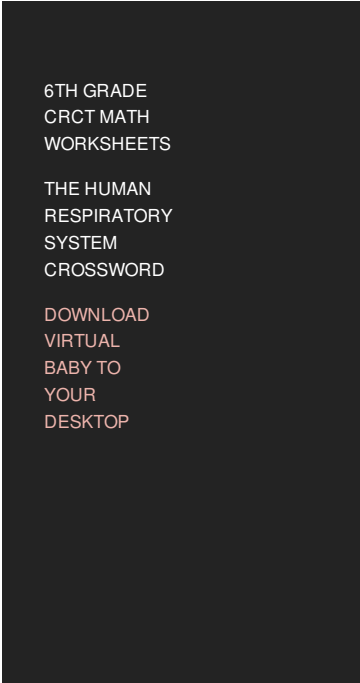 6TH GRADE
CRCT MATH
WORKSHEETS
THE HUMAN
RESPIRATORY
SYSTEM
CROSSWORD
DOWNLOAD
VIRTUAL
BABY TO
YOUR
DESKTOP